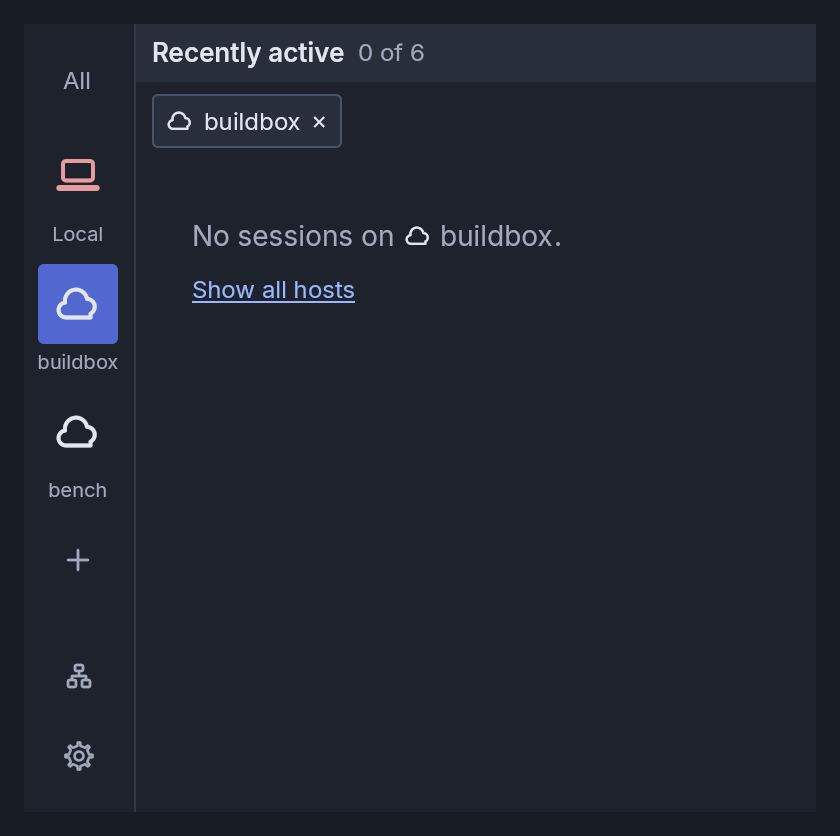 All
Local
buildbox
bench
Recently active 0 of 6
buildbox ×
No sessions on buildbox.
Show all hosts